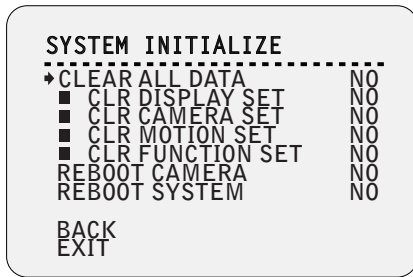 SYSTEM INITIALIZE
CLEAR ALL DATA NO
CLR DISPLAY SET NO
CLR CAMERA SET NO
CLR MOTION SET NO
CLR FUNCTION SET NO
REBOOT CAMERA NO
REBOOT SYSTEM NO
BACK
EXIT